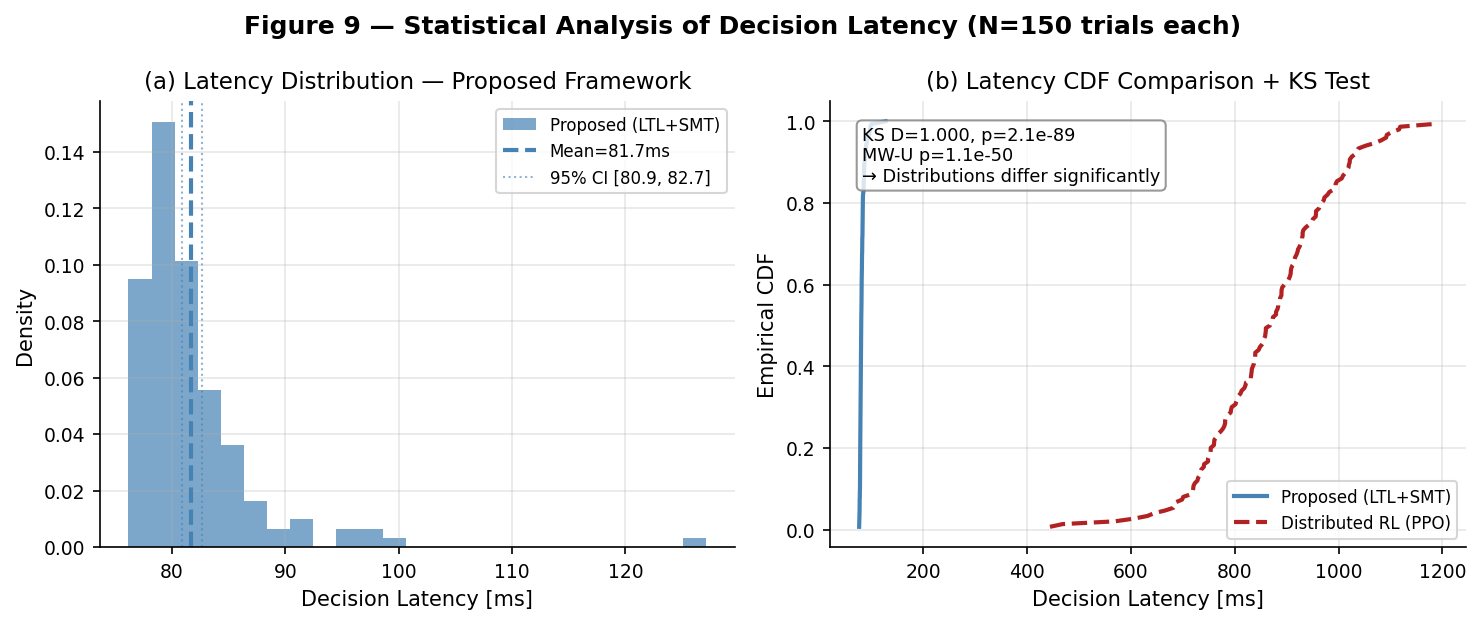 Figure 9 — Statistical Analysis of Decision Latency (N=150 trials each)
(a) Latency Distribution — Proposed Framework
Density
0.14
0.12
0.10
0.08
0.06
0.04
0.02
0.00
80
90
100
110
120
Decision Latency [ms]
Proposed (LTL+SMT)
Mean=81.7ms
95% CI [80.9, 82.7]
(b) Latency CDF Comparison + KS Test
Empirical CDF
1.0
0.8
0.6
0.4
0.2
0.0
200
400
600
800
1000
1200
Decision Latency [ms]
KS D=1.000, p=2.1e-89
MW-U p=1.1e-50
→ Distributions differ significantly
Proposed (LTL+SMT)
Distributed RL (PPO)